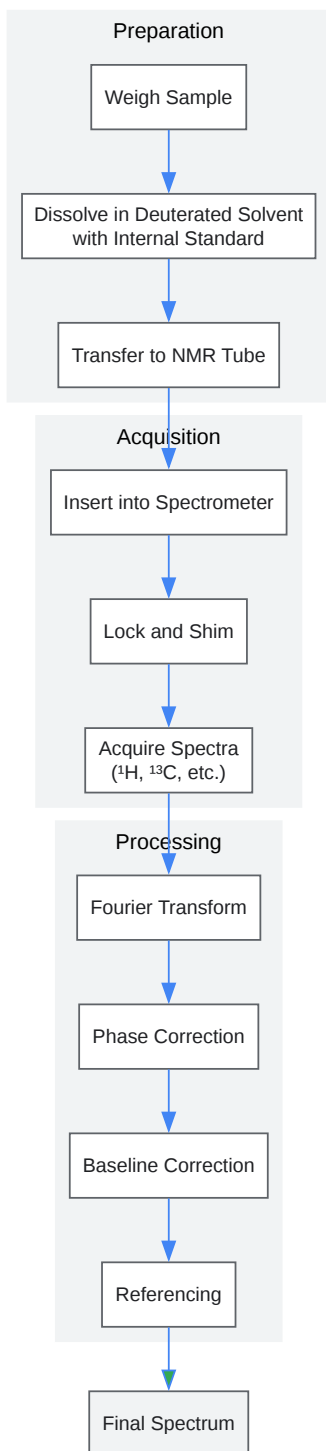 Preparation
Weigh Sample
Dissolve in Deuterated Solvent
with Internal Standard
Transfer to NMR Tube
Acquisition
Insert into Spectrometer
Lock and Shim
Acquire Spectra
(¹H, ¹³C, etc.)
Processing
Fourier Transform
Phase Correction
Baseline Correction
Referencing
Final Spectrum